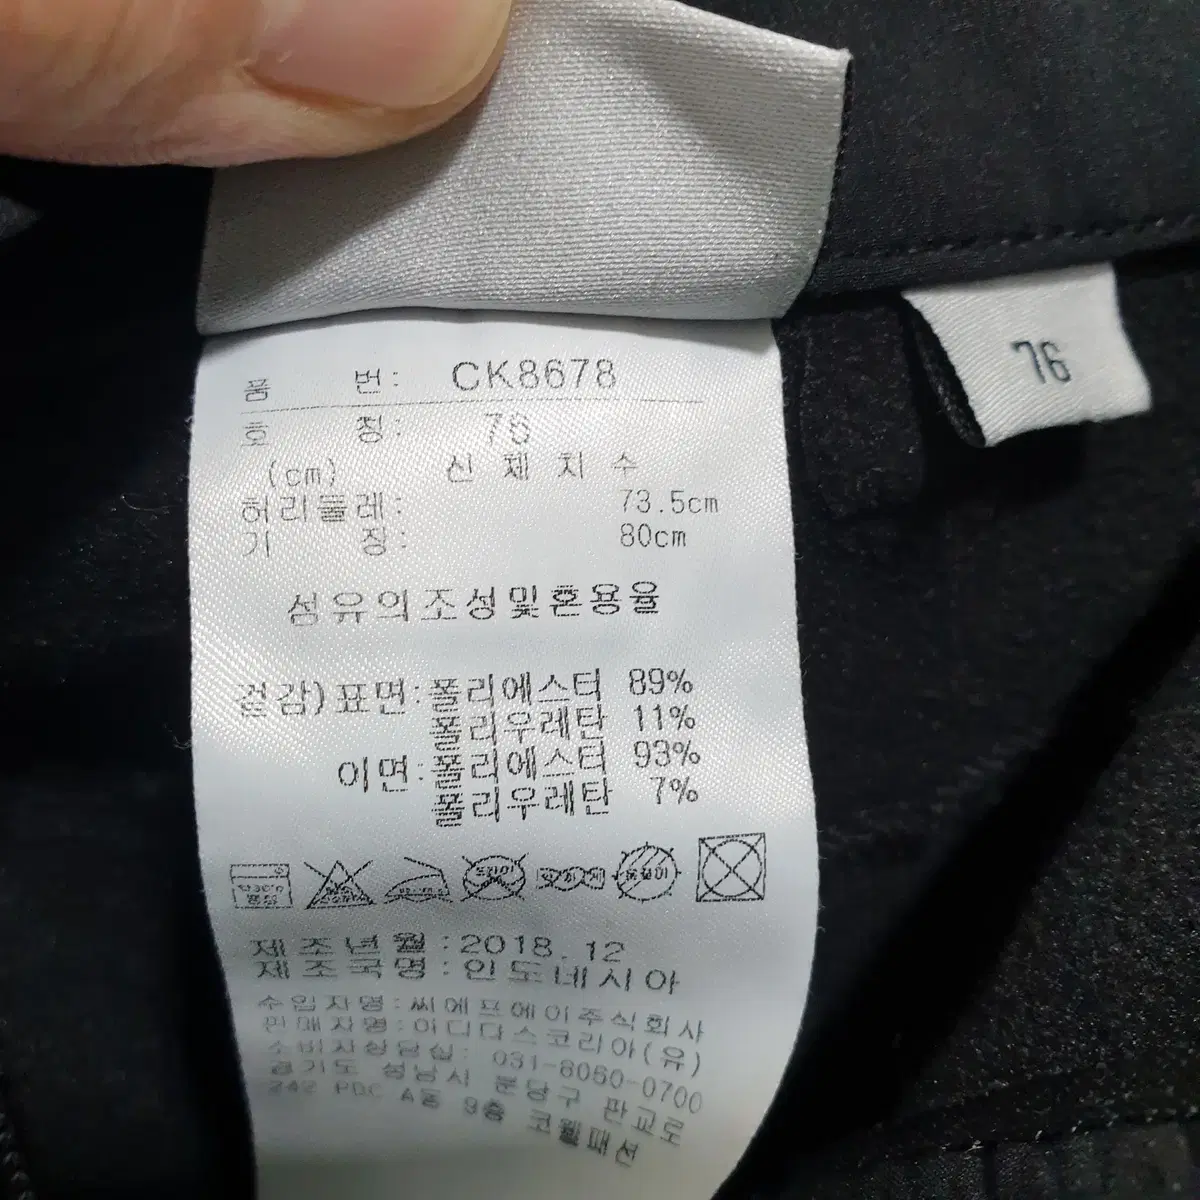 품 번: CK8678
호 칭: 76
(cm) 신 체 치 수
허리둘레: 73.5cm
기 장: 80cm
섬유의조성및혼용율
겉감)표면:폴리에스터 89%
폴리우레탄 11%
이면:폴리에스터 93%
폴리우레탄 7%
드라이
제조년월:2018.12
제조국명:인도네시아
수입자명:씨에프에이주식회사
판매자명:아디다스코리아(유)
소비자상담실: 031-8060-0700
경기도 성남시 분당구 판교로
242 PDC A동 9층 코웰패션
76